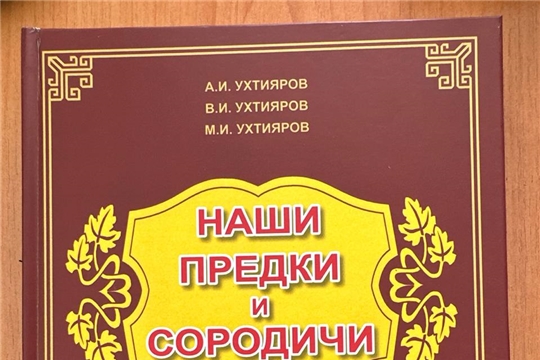 А.И. УХТИЯРОВ
В.И. УХТИЯРОВ
М.И. УХТИЯРОВ
НАШИ
ПРЕДКИ
и
СОРОДИЧИ